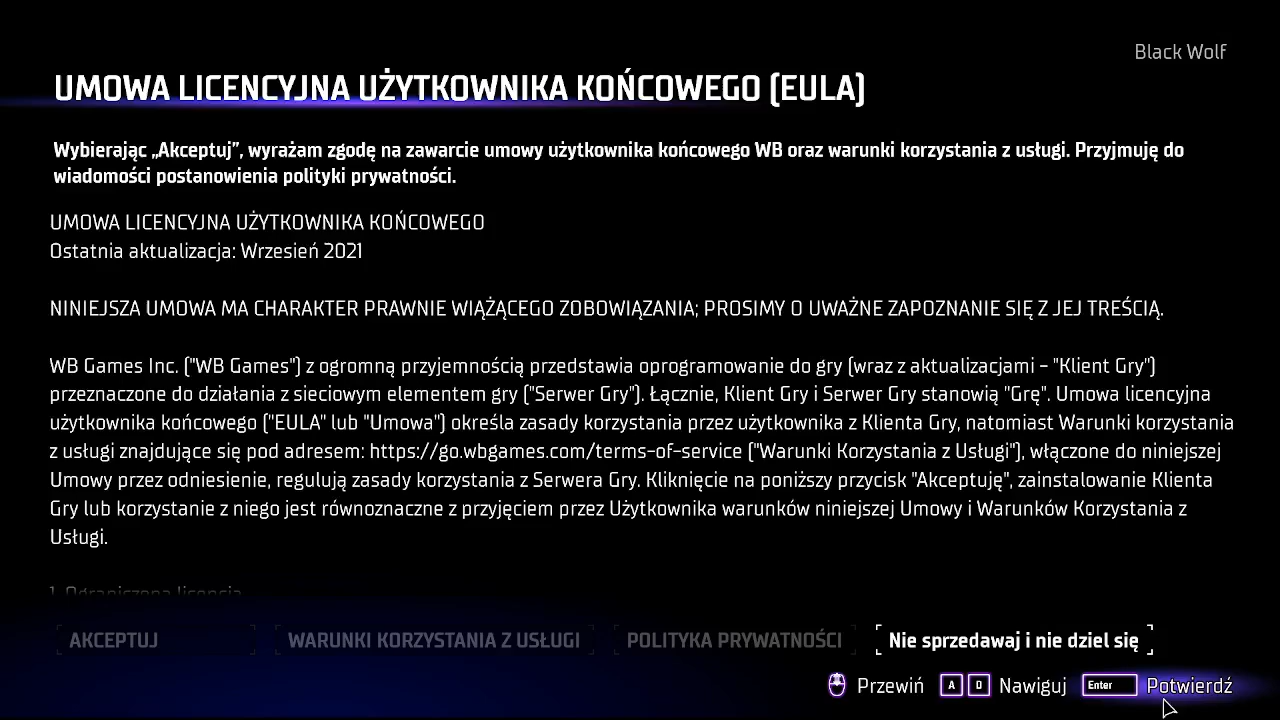 Black Wolf
UMOWA LICENCYJNA UŻYTKOWNIKA KOŃCOWEGO (EULA)
Wybierając „Akceptuj”, wyrażam zgodę na zawarcie umowy użytkownika końcowego WB oraz warunki korzystania z usługi. Przyjmuję do
wiadomości postanowienia polityki prywatności.
UMOWA LICENCYJNA UŻYTKOWNIKA KOŃCOWEGO
Ostatnia aktualizacja: Wrzesień 2021
NINIEJSZA UMOWA MA CHARAKTER PRAWNIE WIĄŻĄCEGO ZOBOWIĄZANIA; PROSIMY O UWAŻNE ZAPOZNANIE SIĘ Z JEJ TREŚCIĄ.
WB Games Inc. ("WB Games") z ogromną przyjemnością przedstawia oprogramowanie do gry (wraz z aktualizacjami – "Klient Gry")
przeznaczone do działania z sieciowym elementem gry ("Serwer Gry"). Łącznie, Klient Gry i Serwer Gry stanowią "Grę". Umowa licencyjna
użytkownika końcowego ("EULA" lub "Umowa") określa zasady korzystania przez użytkownika z Klienta Gry, natomiast Warunki korzystania
z usługi znajdujące się pod adresem: https://go.wbgames.com/terms-of-service ("Warunki Korzystania z Usługi"), włączone do niniejszej
Umowy przez odniesienie, regulują zasady korzystania z Serwera Gry. Kliknięcie na poniższy przycisk "Akceptuję", zainstalowanie Klienta
Gry lub korzystanie z niego jest równoznaczne z przyjęciem przez Użytkownika warunków niniejszej Umowy i Warunków Korzystania z
Usługi.
1. Ograniczona licencja
AKCEPTUJ WARUNKI KORZYSTANIA Z USŁUGI POLITYKA PRYWATNOŚCI Nie sprzedawaj i nie dziel się
Przewiń A D Nawiguj Enter Potwierdź